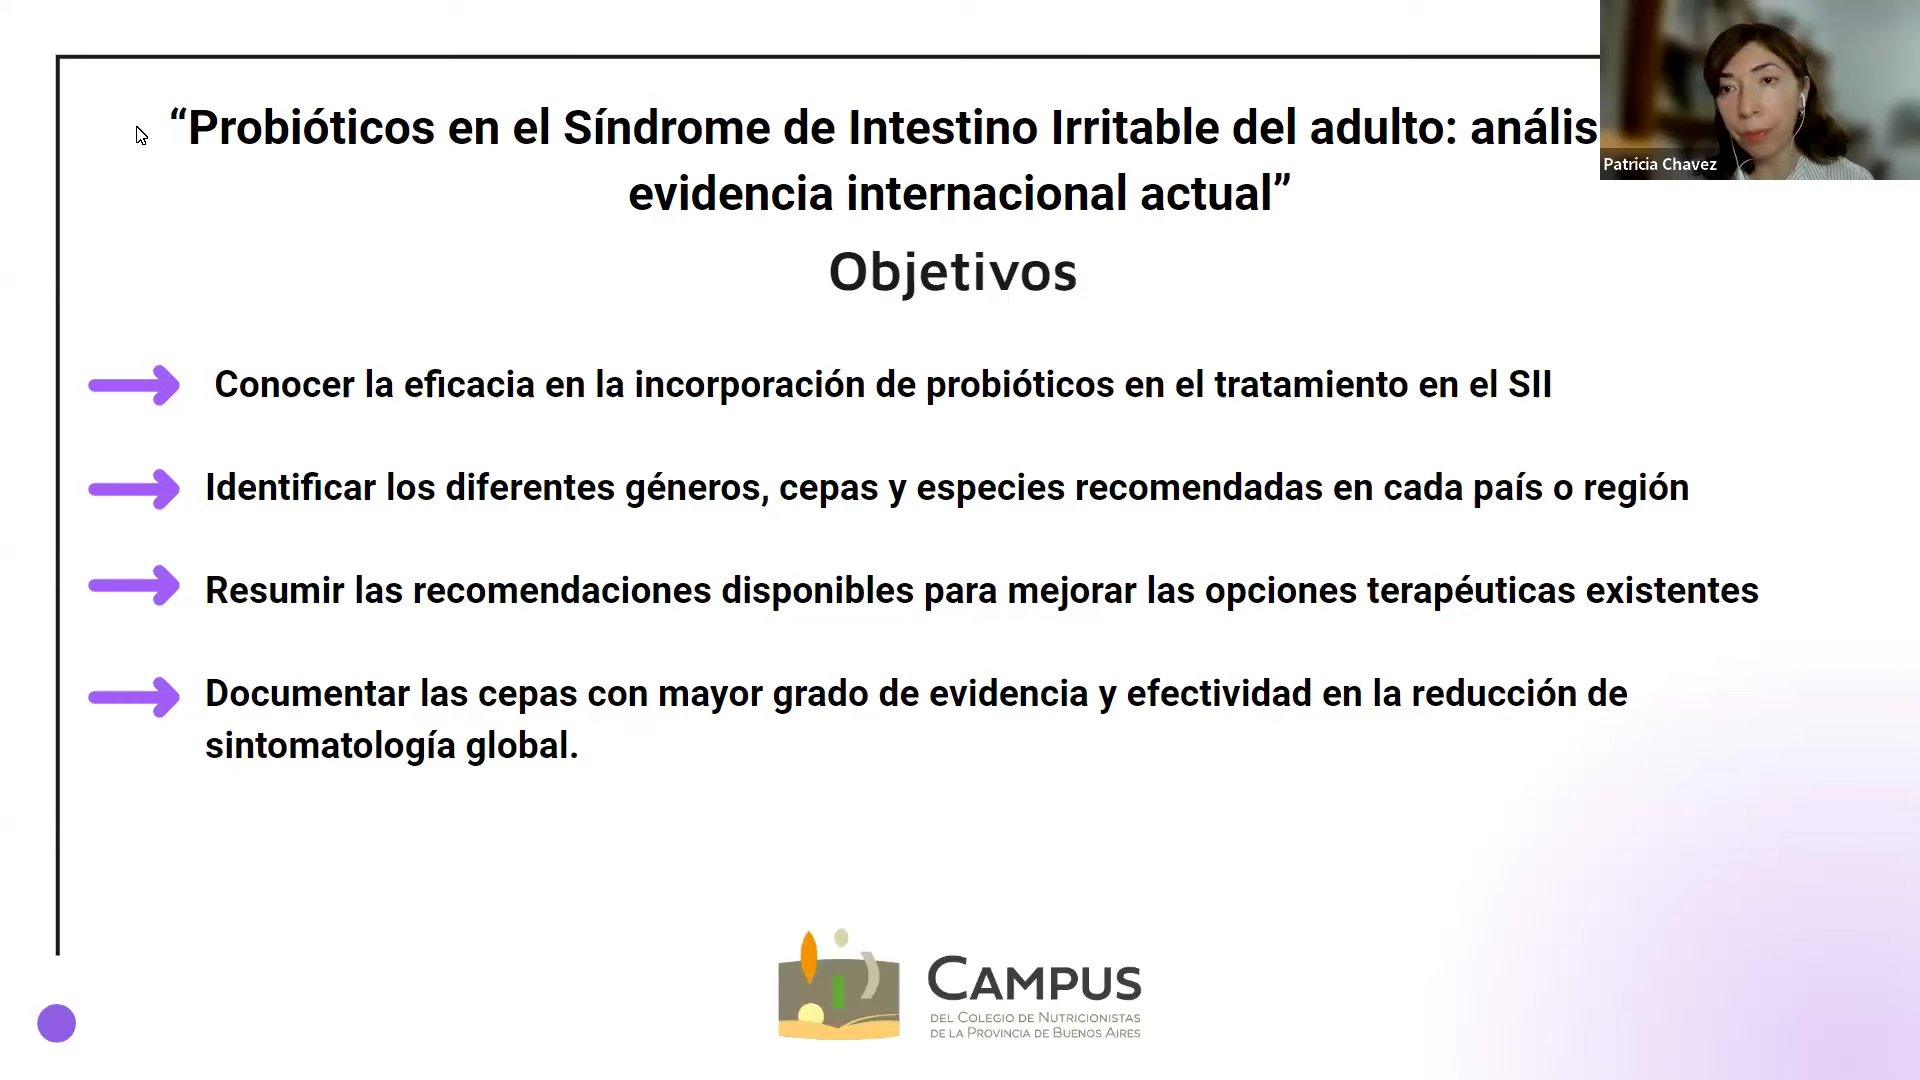 “Probióticos en el Síndrome de Intestino Irritable del adulto: anális
evidencia internacional actual”
Patricia Chavez
Objetivos
Conocer la eficacia en la incorporación de probióticos en el tratamiento en el SII
Identificar los diferentes géneros, cepas y especies recomendadas en cada país o región
Resumir las recomendaciones disponibles para mejorar las opciones terapéuticas existentes
Documentar las cepas con mayor grado de evidencia y efectividad en la reducción de
sintomatología global.
CAMPUS
DEL COLEGIO DE NUTRICIONISTAS
DE LA PROVINCIA DE BUENOS AIRES